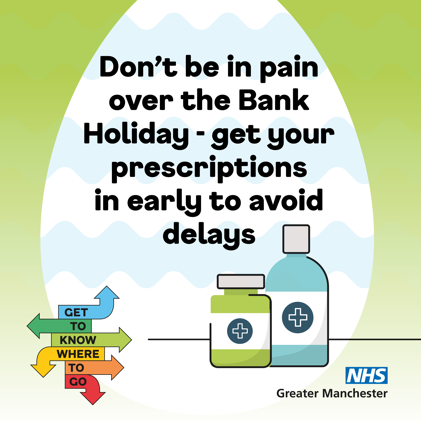 Don't be in pain
over the Bank
Holiday - get your
prescriptions
in early to avoid
delays
GET
TO
KNOW
WHERE
TO
GO
NHS
Greater Manchester